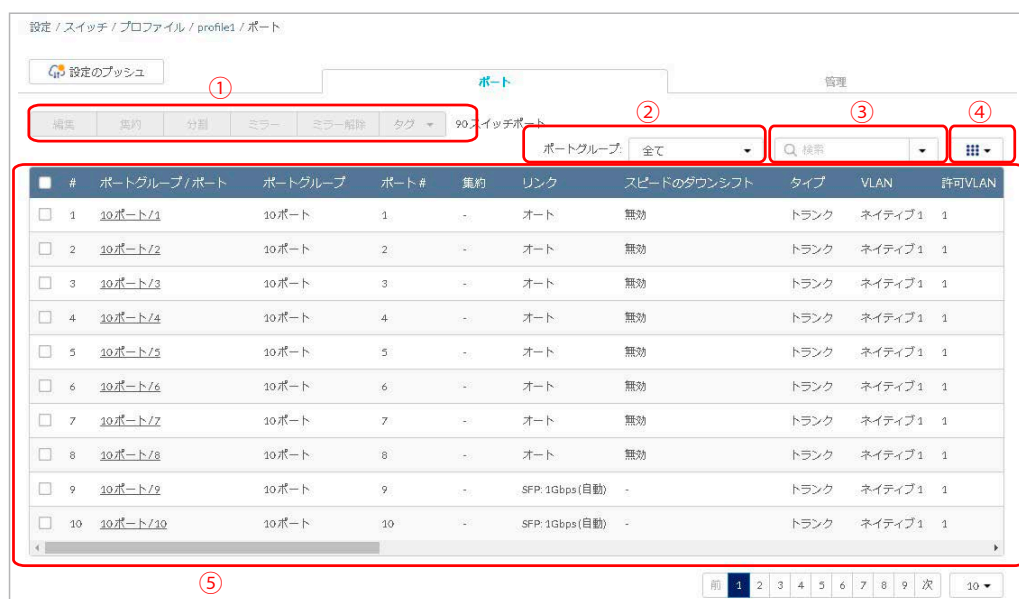 設定 / スイッチ / プロファイル / profile1 / ポート
設定のプッシュ
ポート
管理
①
編集 集約 分割 ミラー ミラー解除 タグ
90スイッチポート
②
ポートグループ: 全て
③
検索
④
# ポートグループ / ポート ポートグループ ポート # 集約 リンク スピードのダウンシフト タイプ VLAN 許可VLAN
1 10ポート/1 10ポート 1 - オート 無効 トランク ネイティブ 1 1
2 10ポート/2 10ポート 2 - オート 無効 トランク ネイティブ 1 1
3 10ポート/3 10ポート 3 - オート 無効 トランク ネイティブ 1 1
4 10ポート/4 10ポート 4 - オート 無効 トランク ネイティブ 1 1
5 10ポート/5 10ポート 5 - オート 無効 トランク ネイティブ 1 1
6 10ポート/6 10ポート 6 - オート 無効 トランク ネイティブ 1 1
7 10ポート/7 10ポート 7 - オート 無効 トランク ネイティブ 1 1
8 10ポート/8 10ポート 8 - オート 無効 トランク ネイティブ 1 1
9 10ポート/9 10ポート 9 - SFP: 1Gbps (自動) - トランク ネイティブ 1 1
10 10ポート/10 10ポート 10 - SFP: 1Gbps (自動) - トランク ネイティブ 1 1
⑤
前 1 2 3 4 5 6 7 8 9 次 10